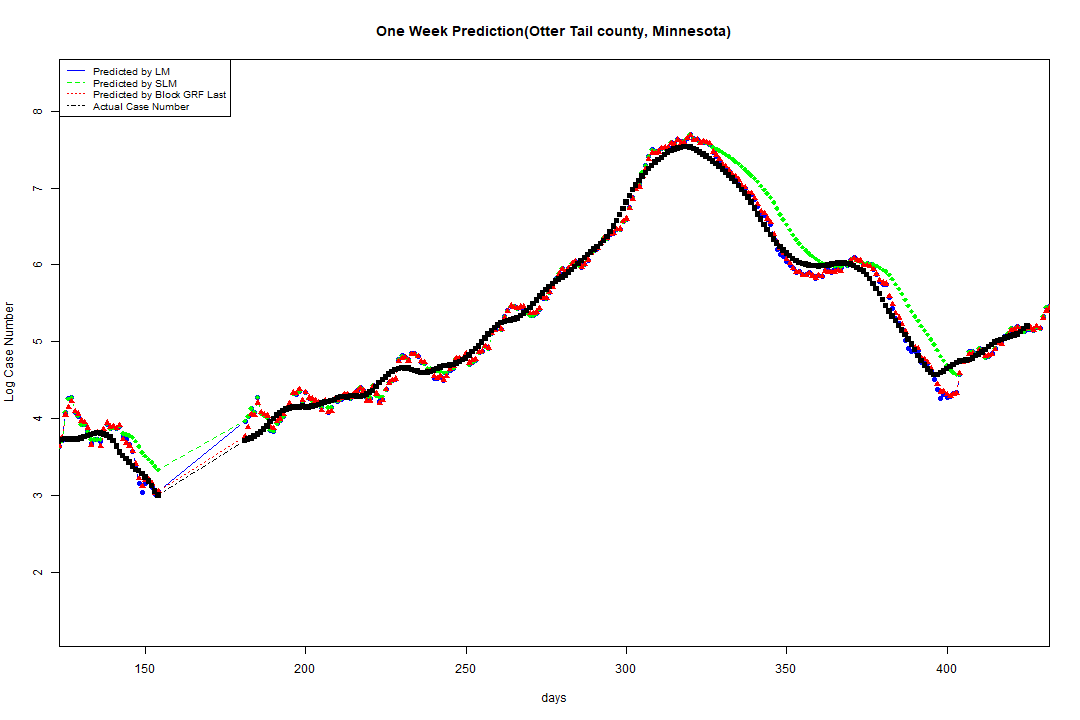 One Week Prediction(Otter Tail county, Minnesota)
Predicted by LM
Predicted by SLM
Predicted by Block GRF Last
Actual Case Number
8
7
6
5
4
3
2
Log Case Number
150 200 250 300 350 400
days